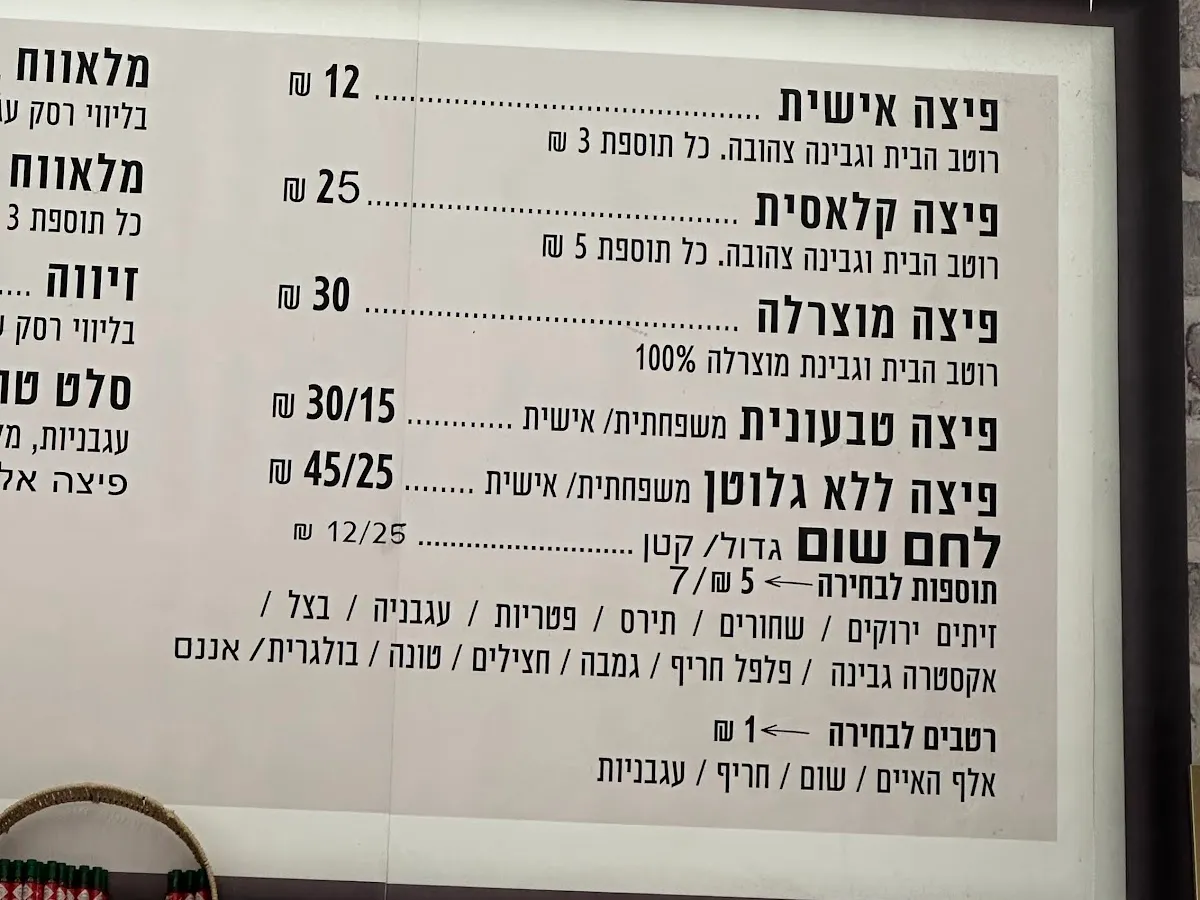 פיצה אישית ........................................ 12 ₪
רוטב הבית וגבינה צהובה. כל תוספת 3 ₪
פיצה קלאסית ........................................ 25 ₪
רוטב הבית וגבינה צהובה. כל תוספת 5 ₪
פיצה מוצרלה ........................................ 30 ₪
רוטב הבית וגבינת מוצרלה 100%
פיצה טבעונית משפחתית/ אישית ............ 30/15 ₪
פיצה ללא גלוטן משפחתית/ אישית ........ 45/25 ₪
לחם שום גדול/ קטן ........................... 12/25 ₪
תוספות לבחירה ← 5 ₪/7
זיתים ירוקים / שחורים / תירס / פטריות / עגבניה / בצל /
אקסטרה גבינה / פלפל חריף / גמבה / חצילים / טונה / בולגרית/ אננס
רטבים לבחירה ← 1 ₪
אלף האיים / שום / חריף / עגבניות
מלאווח
בליווי רסק
מלאווח
כל תוספת 3
זיווה ....
בליווי רסק
סלט
עגבניות,
פיצה